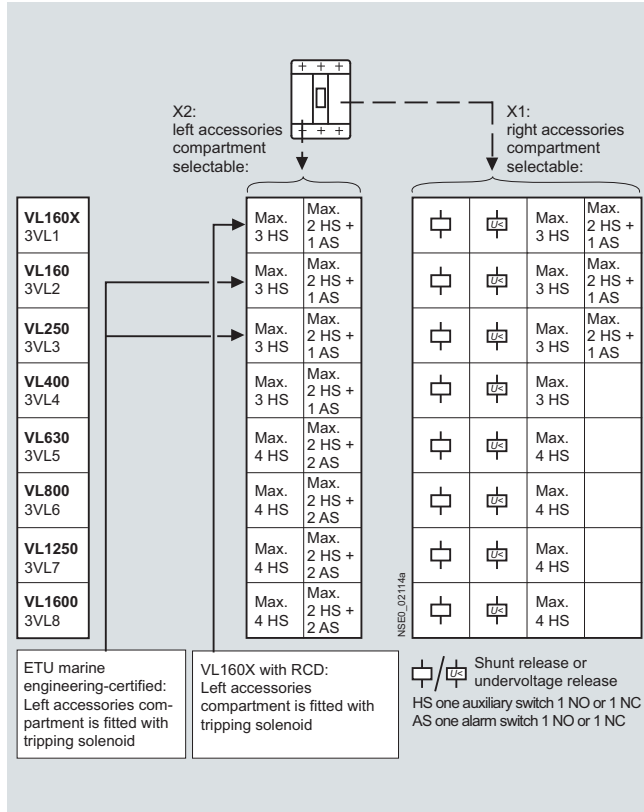 X2:
left accessories
compartment
selectable:
X1:
right accessories
compartment
selectable:
VL160X
3VL1
Max.
3 HS
Max.
2 HS +
1 AS
U<
Max.
3 HS
Max.
2 HS +
1 AS
VL160
3VL2
Max.
3 HS
Max.
2 HS +
1 AS
U<
Max.
3 HS
Max.
2 HS +
1 AS
VL250
3VL3
Max.
3 HS
Max.
2 HS +
1 AS
U<
Max.
3 HS
Max.
2 HS +
1 AS
VL400
3VL4
Max.
3 HS
Max.
2 HS +
1 AS
U<
Max.
3 HS
VL630
3VL5
Max.
4 HS
Max.
2 HS +
2 AS
U<
Max.
4 HS
VL800
3VL6
Max.
4 HS
Max.
2 HS +
2 AS
U<
Max.
4 HS
VL1250
3VL7
Max.
4 HS
Max.
2 HS +
2 AS
U<
Max.
4 HS
VL1600
3VL8
Max.
4 HS
Max.
2 HS +
2 AS
U<
Max.
4 HS
NSE0_02114a
ETU marine
engineering-certified:
Left accessories com-
partment is fitted with
tripping solenoid
VL160X with RCD:
Left accessories
compartment is fitted with
tripping solenoid
/ U< Shunt release or
undervoltage release
HS one auxiliary switch 1 NO or 1 NC
AS one alarm switch 1 NO or 1 NC